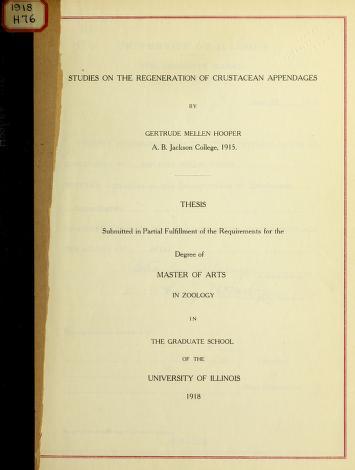 1918
H76
STUDIES ON THE REGENERATION OF CRUSTACEAN APPENDAGES
BY
GERTRUDE MELLEN HOOPER
A. B. Jackson College, 1915.
THESIS
Submitted in Partial Fulfillment of the Requirements for the
Degree of
MASTER OF ARTS
IN ZOOLOGY
IN
THE GRADUATE SCHOOL
OF THE
UNIVERSITY OF ILLINOIS
1918